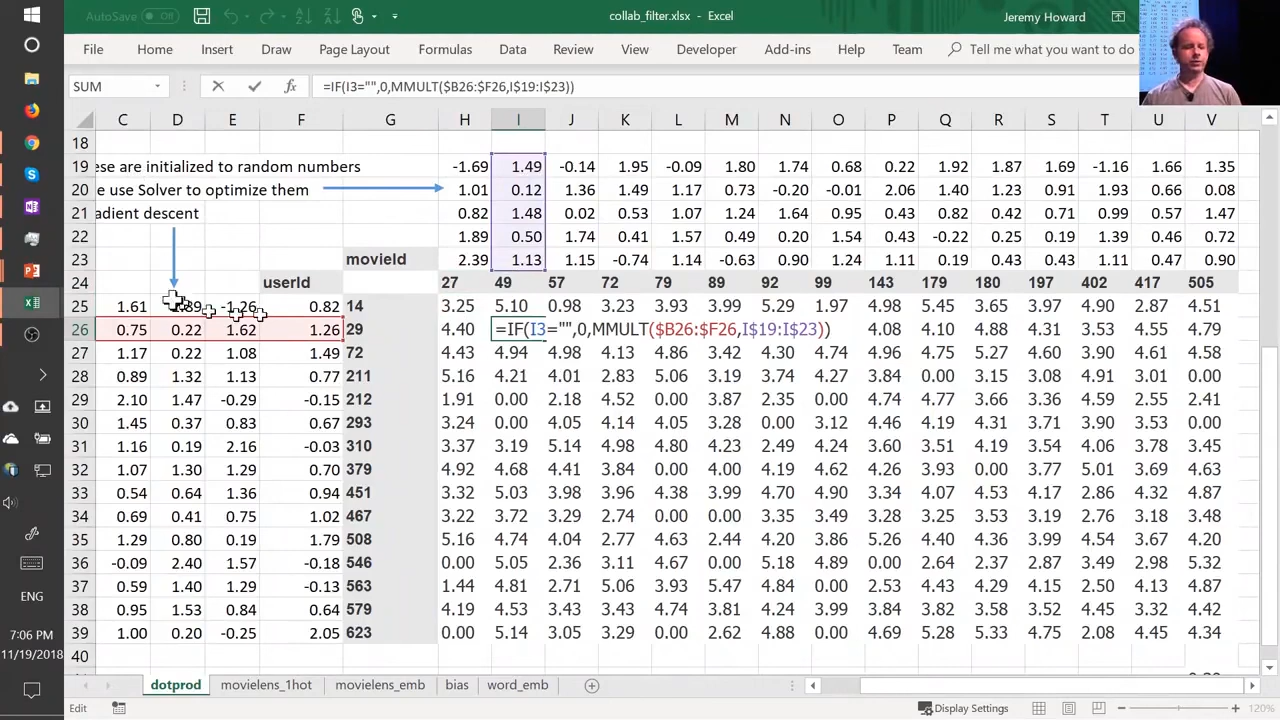 AutoSave Off collab_filter.xlsx - Excel Jeremy Howard
File Home Insert Draw Page Layout Formulas Data Review View Developer Add-ins Help Team Tell me what you want to do
SUM =IF(I3="",0,MMULT($B26:$F26,I$19:I$23))
C D E F G H I J K L M N O P Q R S T U V
18
19 ese are initialized to random numbers -1.69 1.49 -0.14 1.95 -0.09 1.80 1.74 0.68 0.22 1.92 1.87 1.69 -1.16 1.66 1.35
20 e use Solver to optimize them 1.01 0.12 1.36 1.49 1.17 0.73 -0.20 -0.01 2.06 1.40 1.23 0.91 1.93 0.66 0.08
21 adient descent 0.82 1.48 0.02 0.53 1.07 1.24 1.64 0.95 0.43 0.82 0.42 0.71 0.99 0.57 1.47
22 1.89 0.50 1.74 0.41 1.57 0.49 0.20 1.54 0.43 -0.22 0.25 0.19 1.39 0.46 0.72
23 movieId 2.39 1.13 1.15 -0.74 1.14 -0.63 0.90 1.24 1.11 0.19 0.43 0.43 1.11 0.47 0.90
24 userId 27 49 57 72 79 89 92 99 143 179 180 197 402 417 505
25 1.61 -1.26 0.82 14 3.25 5.10 0.98 3.23 3.93 3.99 5.29 1.97 4.98 5.45 3.65 3.97 4.90 2.87 4.51
26 0.75 0.22 1.62 1.26 29 4.40 =IF(I3="",0,MMULT($B26:$F26,I$19:I$23)) 4.08 4.10 4.88 4.31 3.53 4.55 4.79
27 1.17 0.22 1.08 1.49 72 4.43 4.94 4.98 4.13 4.86 3.42 4.30 4.74 4.96 4.75 5.27 4.60 3.90 4.61 4.58
28 0.89 1.32 1.13 0.77 211 5.16 4.21 4.01 2.83 5.06 3.19 3.74 4.27 3.84 0.00 3.15 3.08 4.91 3.01 0.00
29 2.10 1.47 -0.29 -0.15 212 1.91 0.00 2.18 4.52 0.00 3.87 2.35 0.00 4.74 4.77 3.66 3.36 4.59 2.55 2.41
30 1.45 0.37 0.83 0.67 293 3.24 0.00 4.05 4.14 4.05 3.28 0.00 3.12 4.46 4.19 4.31 3.71 3.90 3.53 0.00
31 1.16 0.19 2.16 -0.03 310 3.37 3.19 5.14 4.98 4.80 4.23 2.49 4.24 3.60 3.51 4.19 3.54 4.06 3.78 3.45
32 1.07 1.30 1.29 0.70 379 4.92 4.68 4.41 3.84 0.00 4.00 4.19 4.62 4.26 3.93 0.00 3.77 5.01 3.69 4.63
33 0.54 0.64 1.36 0.94 451 3.32 5.03 3.98 3.96 4.38 3.99 4.70 4.90 3.34 4.07 4.53 4.17 2.86 4.32 4.87
34 0.69 0.41 0.75 1.02 467 3.22 3.72 3.29 2.74 0.00 0.00 3.35 3.49 3.28 3.25 3.53 3.19 2.76 3.18 3.48
35 1.29 0.80 0.19 1.79 508 5.16 4.74 4.04 2.77 4.63 2.44 4.20 3.86 5.26 4.40 4.36 3.99 4.54 3.67 4.20
36 -0.09 2.40 1.57 -0.18 546 0.00 5.05 2.36 3.11 4.67 0.00 5.18 4.89 0.00 2.64 2.37 2.87 3.49 2.98 5.32
37 0.59 1.40 1.29 -0.13 563 1.44 4.81 2.71 5.06 3.93 5.47 4.84 0.00 2.53 4.43 4.29 4.15 2.50 4.13 4.87
38 0.95 1.53 0.84 0.64 579 4.19 4.53 3.43 3.43 4.74 3.81 4.24 3.99 3.84 3.82 3.58 3.52 4.45 3.32 4.42
39 1.00 0.20 -0.25 2.05 623 0.00 5.14 3.05 3.29 0.00 2.62 4.88 0.00 4.69 5.28 5.33 4.75 2.08 4.45 4.34
40
dotprod movielens_1hot movielens_emb bias word_emb
Edit Display Settings 120%
ENG
7:06 PM
11/19/2018